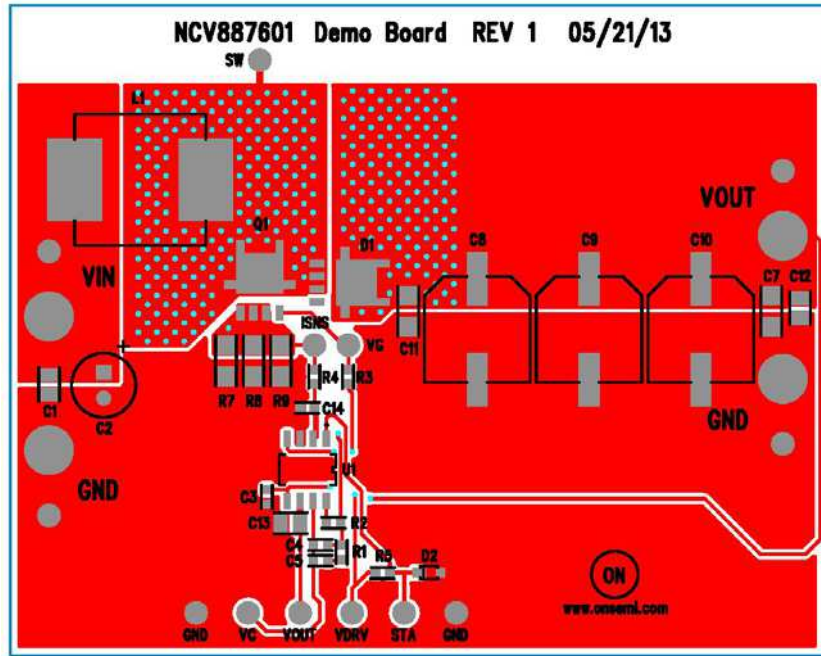 NCV887601 Demo Board REV 1 05/21/13
SW
L1
VOUT
Q1
D1
C8
C9
C10
VIN
C7
C12
ISNS
VG
C11
C1
C2
R7
R8
R9
R4
R3
C14
GND
U1
GND
C3
C13
R2
C4
C5
R1
R5
D2
ON
www.onsemi.com
GND
VC
VOUT
VDRV
STA
GND